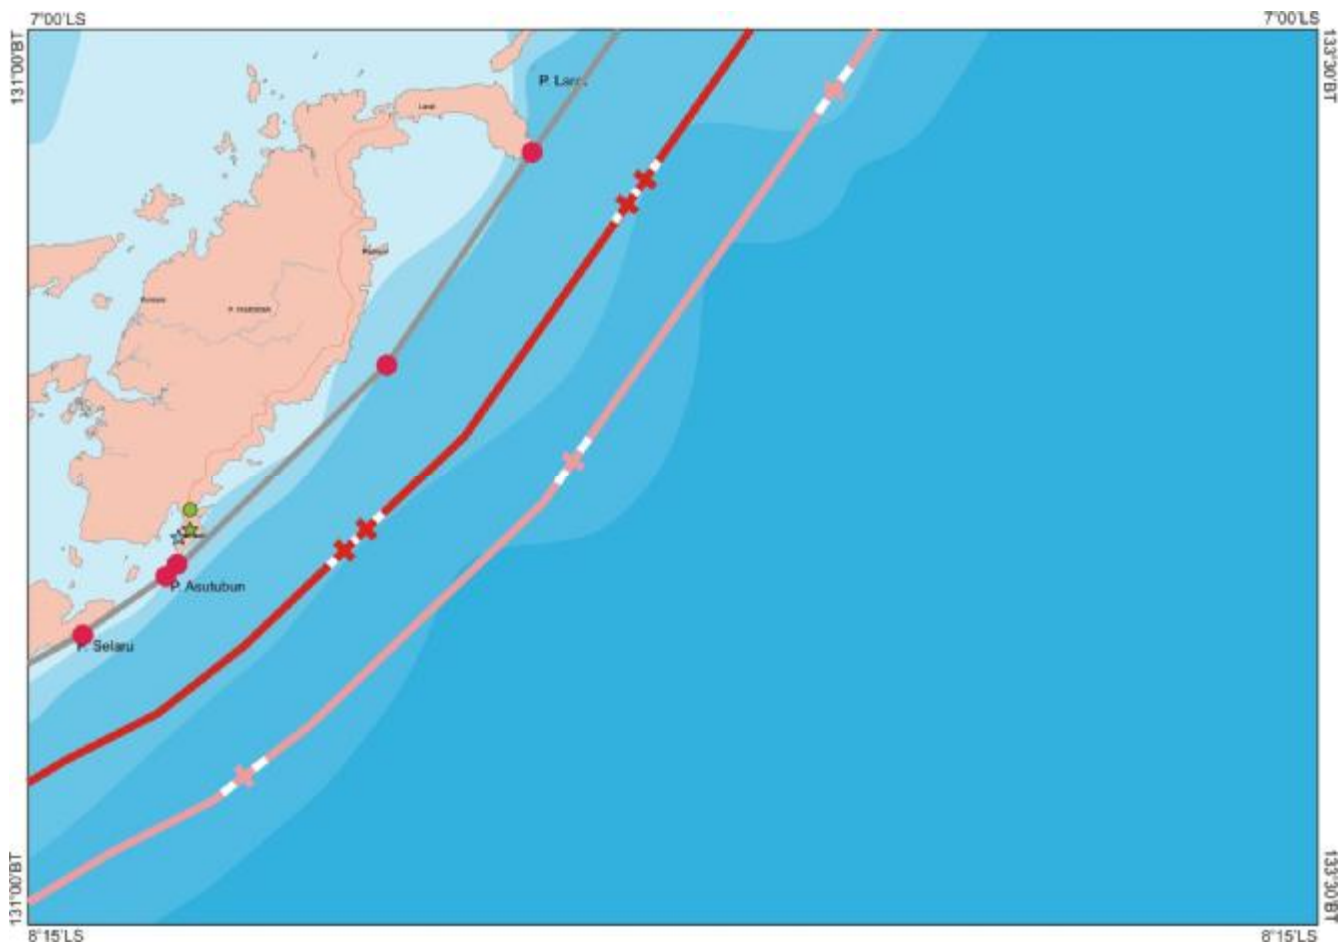 7°00'LS
7°00'LS
131°00'BT
133°30'BT
P. Larat
Larat
P. Asutubun
P. Selaru
131°00'BT
133°30'BT
8°15'LS
8°15'LS